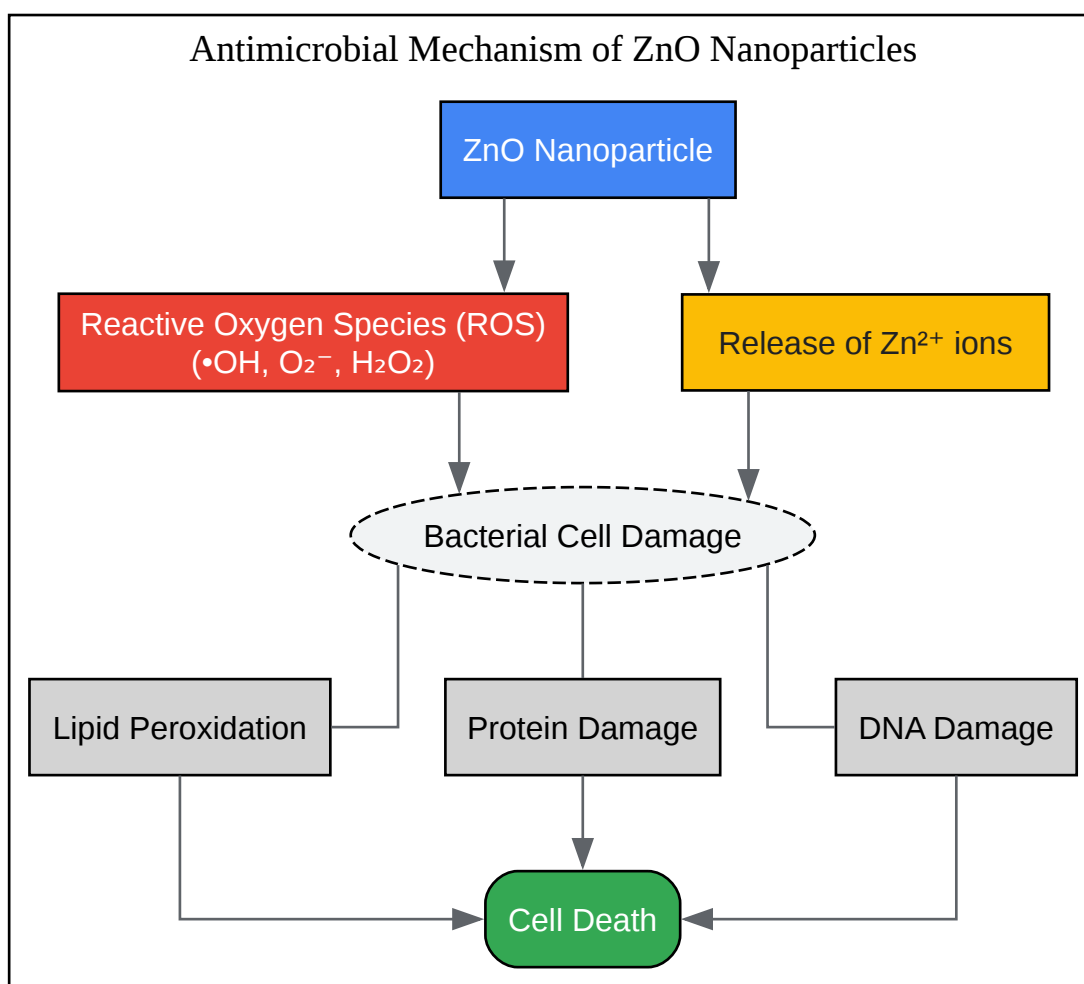 Antimicrobial Mechanism of ZnO Nanoparticles
ZnO Nanoparticle
Reactive Oxygen Species (ROS)
(•OH, O₂⁻, H₂O₂)
Release of Zn²⁺ ions
Bacterial Cell Damage
Lipid Peroxidation
Protein Damage
DNA Damage
Cell Death